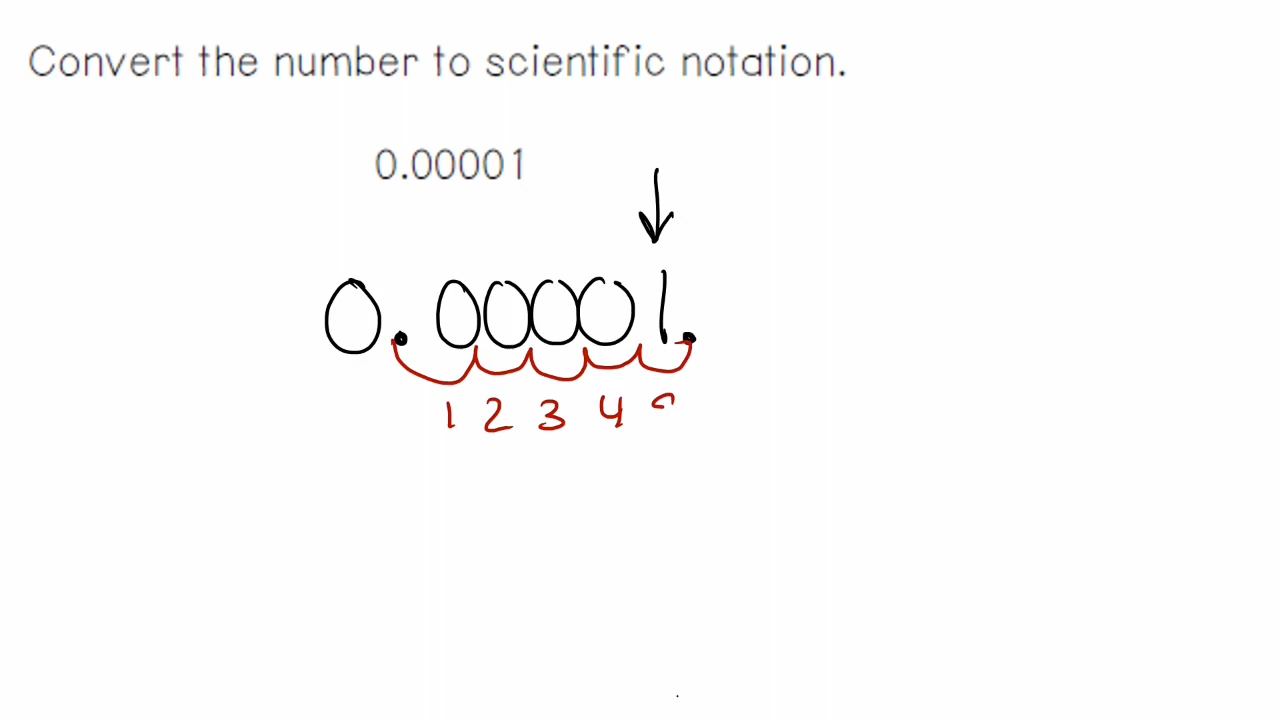 Convert the number to scientific notation.
0.00001
0.00001.
1 2 3 4